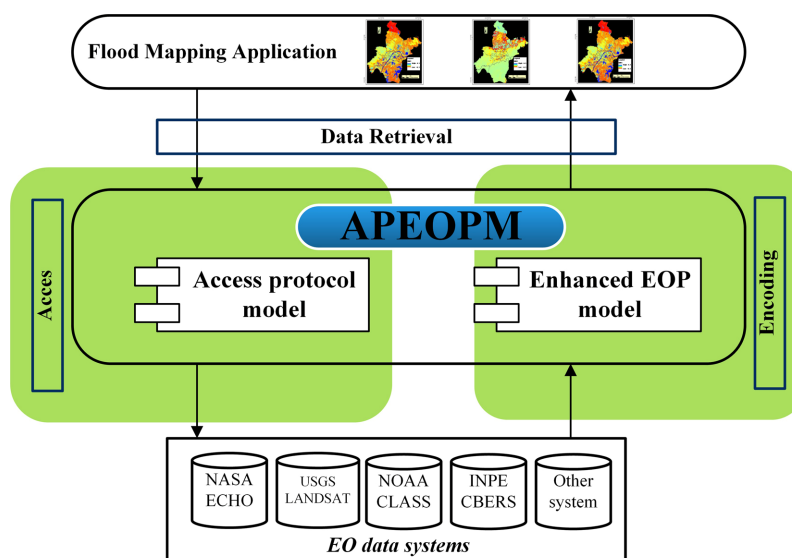 Flood Mapping Application
Data Retrieval
APEOPM
Acces
Access protocol
model
Enhanced EOP
model
Encoding
NASA
ECHO
USGS
LANDSAT
NOAA
CLASS
INPE
CBERS
Other
system
EO data systems